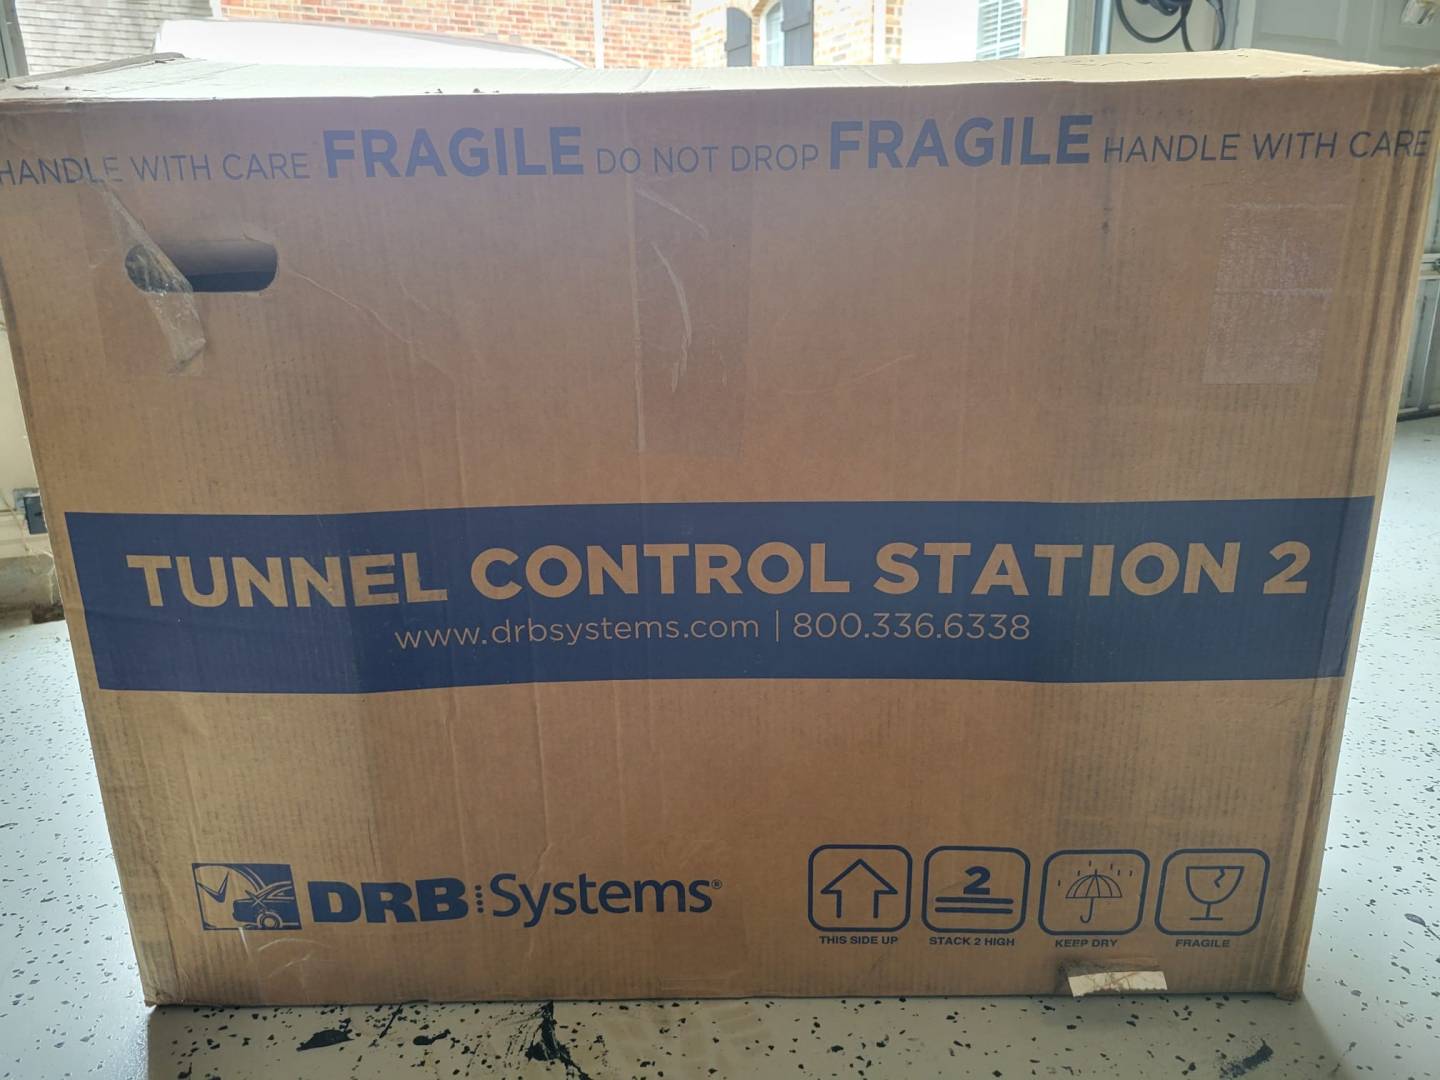 HANDLE WITH CARE FRAGILE DO NOT DROP FRAGILE HANDLE WITH CARE
TUNNEL CONTROL STATION 2
www.drbsystems.com | 800.336.6338
DRB Systems®
2
THIS SIDE UP
STACK 2 HIGH
KEEP DRY
FRAGILE